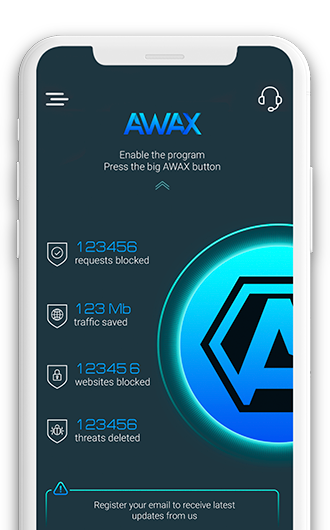 AWAX
Enable the program
Press the big AWAX button
123456
requests blocked
123 Mb
traffic saved
12345 6
websites blocked
123456
threats deleted
Register your email to receive latest
updates from us